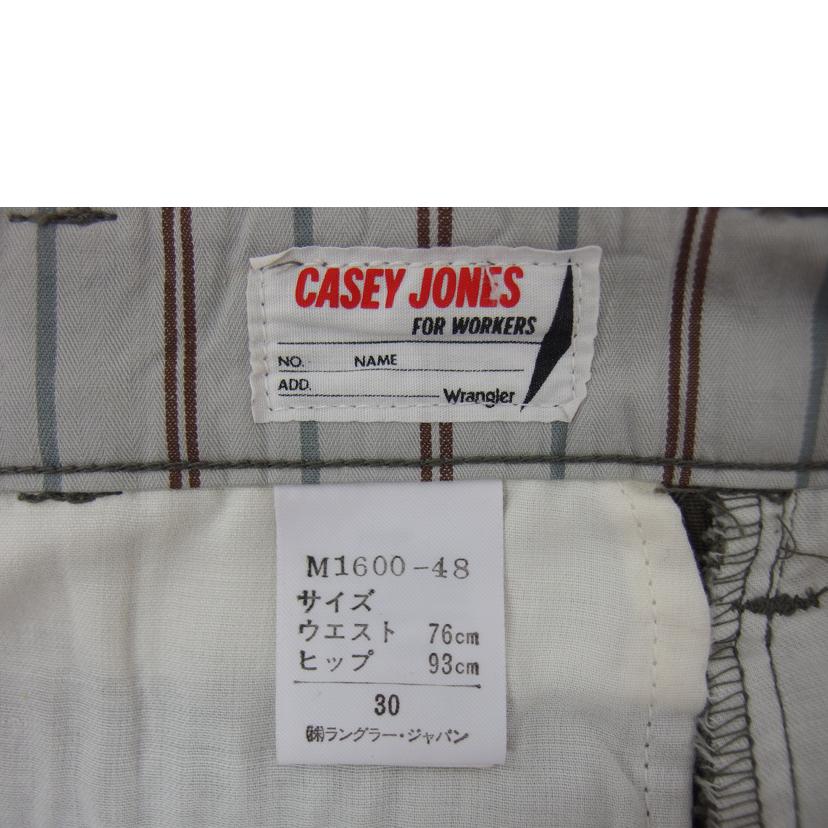 CASEY JONES
FOR WORKERS
NO. NAME
ADD.
Wrangler
M1600-48
サイズ
ウエスト 76cm
ヒップ 93cm
30
㈱ラングラー・ジャパン